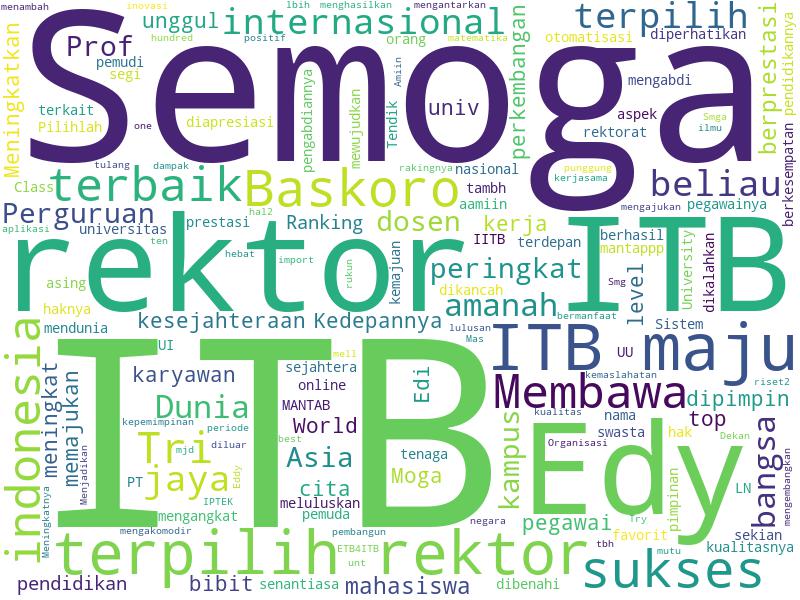 menambah inovasi lbih menghasilkan mengantarkan
unggul internasional terpilih
hundred positif orang matematika otomatisasi diperhatikan
Meningkatkan Prof pemudi segi Semoga perkembangan berprestasi pendidikannya
terkait Pilihlah diapresiasi pengabdiannya mewujudkan Tendik Amiin univ mengabdi aspek Smga
one rektorat ilmu
tulang dampak rakingnya nasional punggung kerjasama
Class terbaik Baskoro tambh beliau berkesempatan
Perguruan hal2 dosen aamiin mengajukan pegawainya
aplikasi universitas prestasi Ranking kerja
ten IITB terdepan berhasil mantappp University dikalahkan
rektor ITB
asing hebat import rukun kemajuan peringkat dikancah Smg level
haknya amanah
mendunia kesejahteraan Kedepannya lulusan bermanfaat Sistem
indonesia UI Mas ITB UU maju
meningkat memajukan karyawan mell sejahtera online Edi kemaslahatan riset2
Dunia MANTAB Membawa dipimpin
kepemimpinan periode kualitas nama top
Menjadikan Tri mjd diluar best World kampus Organisasi swasta hak Dekan bangsa
ITB Edy
PT jaya Eddy Asia tenaga Moga LN
IPTEK cita meluluskan pimpinan mengembangkan
Meningkatnya mengangkat pemuda negara pegawai Try favorit sekian
mengakomodir pembangun tbh
terpilih ETB4ITB rektor mutu kualitasnya
unt sukses
pendidikan bibit senantiasa mahasiswa dibenahi